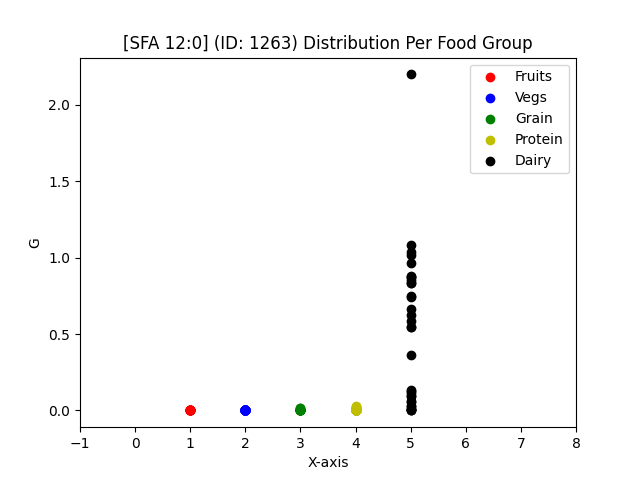 [SFA 12:0] (ID: 1263) Distribution Per Food Group
Fruits
Vegs
Grain
Protein
Dairy
G
2.0
1.5
1.0
0.5
0.0
−1 0 1 2 3 4 5 6 7 8
X-axis